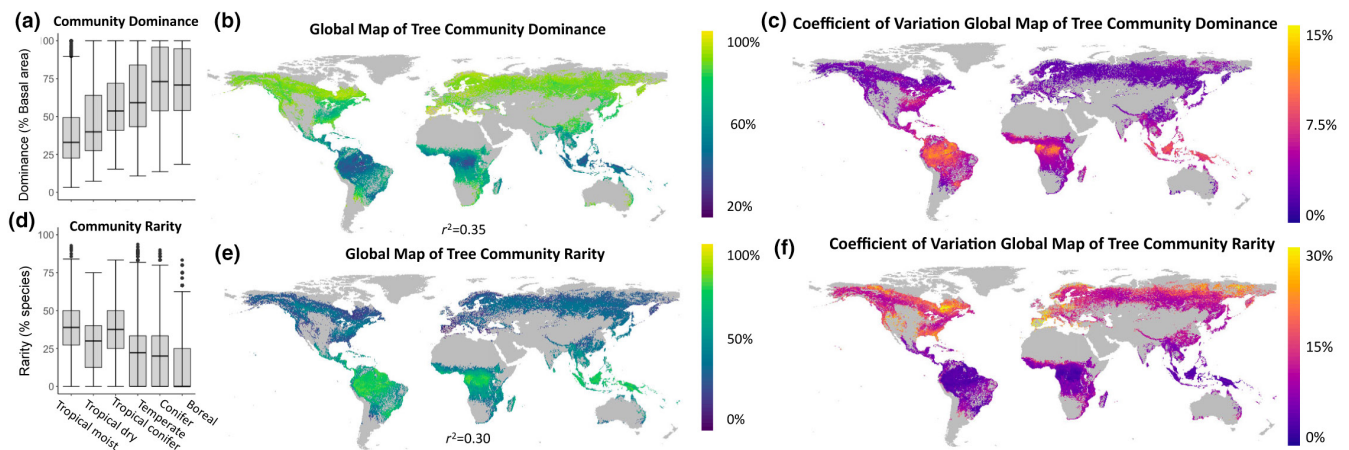 (a) Community Dominance
100
75
50
25
0
Dominance (% Basal area)
(b)
Global Map of Tree Community Dominance
100%
60%
20%
r²=0.35
(c) Coefficient of Variation Global Map of Tree Community Dominance
15%
7.5%
0%
(d)
Community Rarity
100
75
50
25
0
Rarity (% species)
Tropical moist
Tropical dry
Tropical conifer
Temperate
Conifer
Boreal
(e)
Global Map of Tree Community Rarity
100%
50%
0%
r²=0.30
(f)
Coefficient of Variation Global Map of Tree Community Rarity
30%
15%
0%